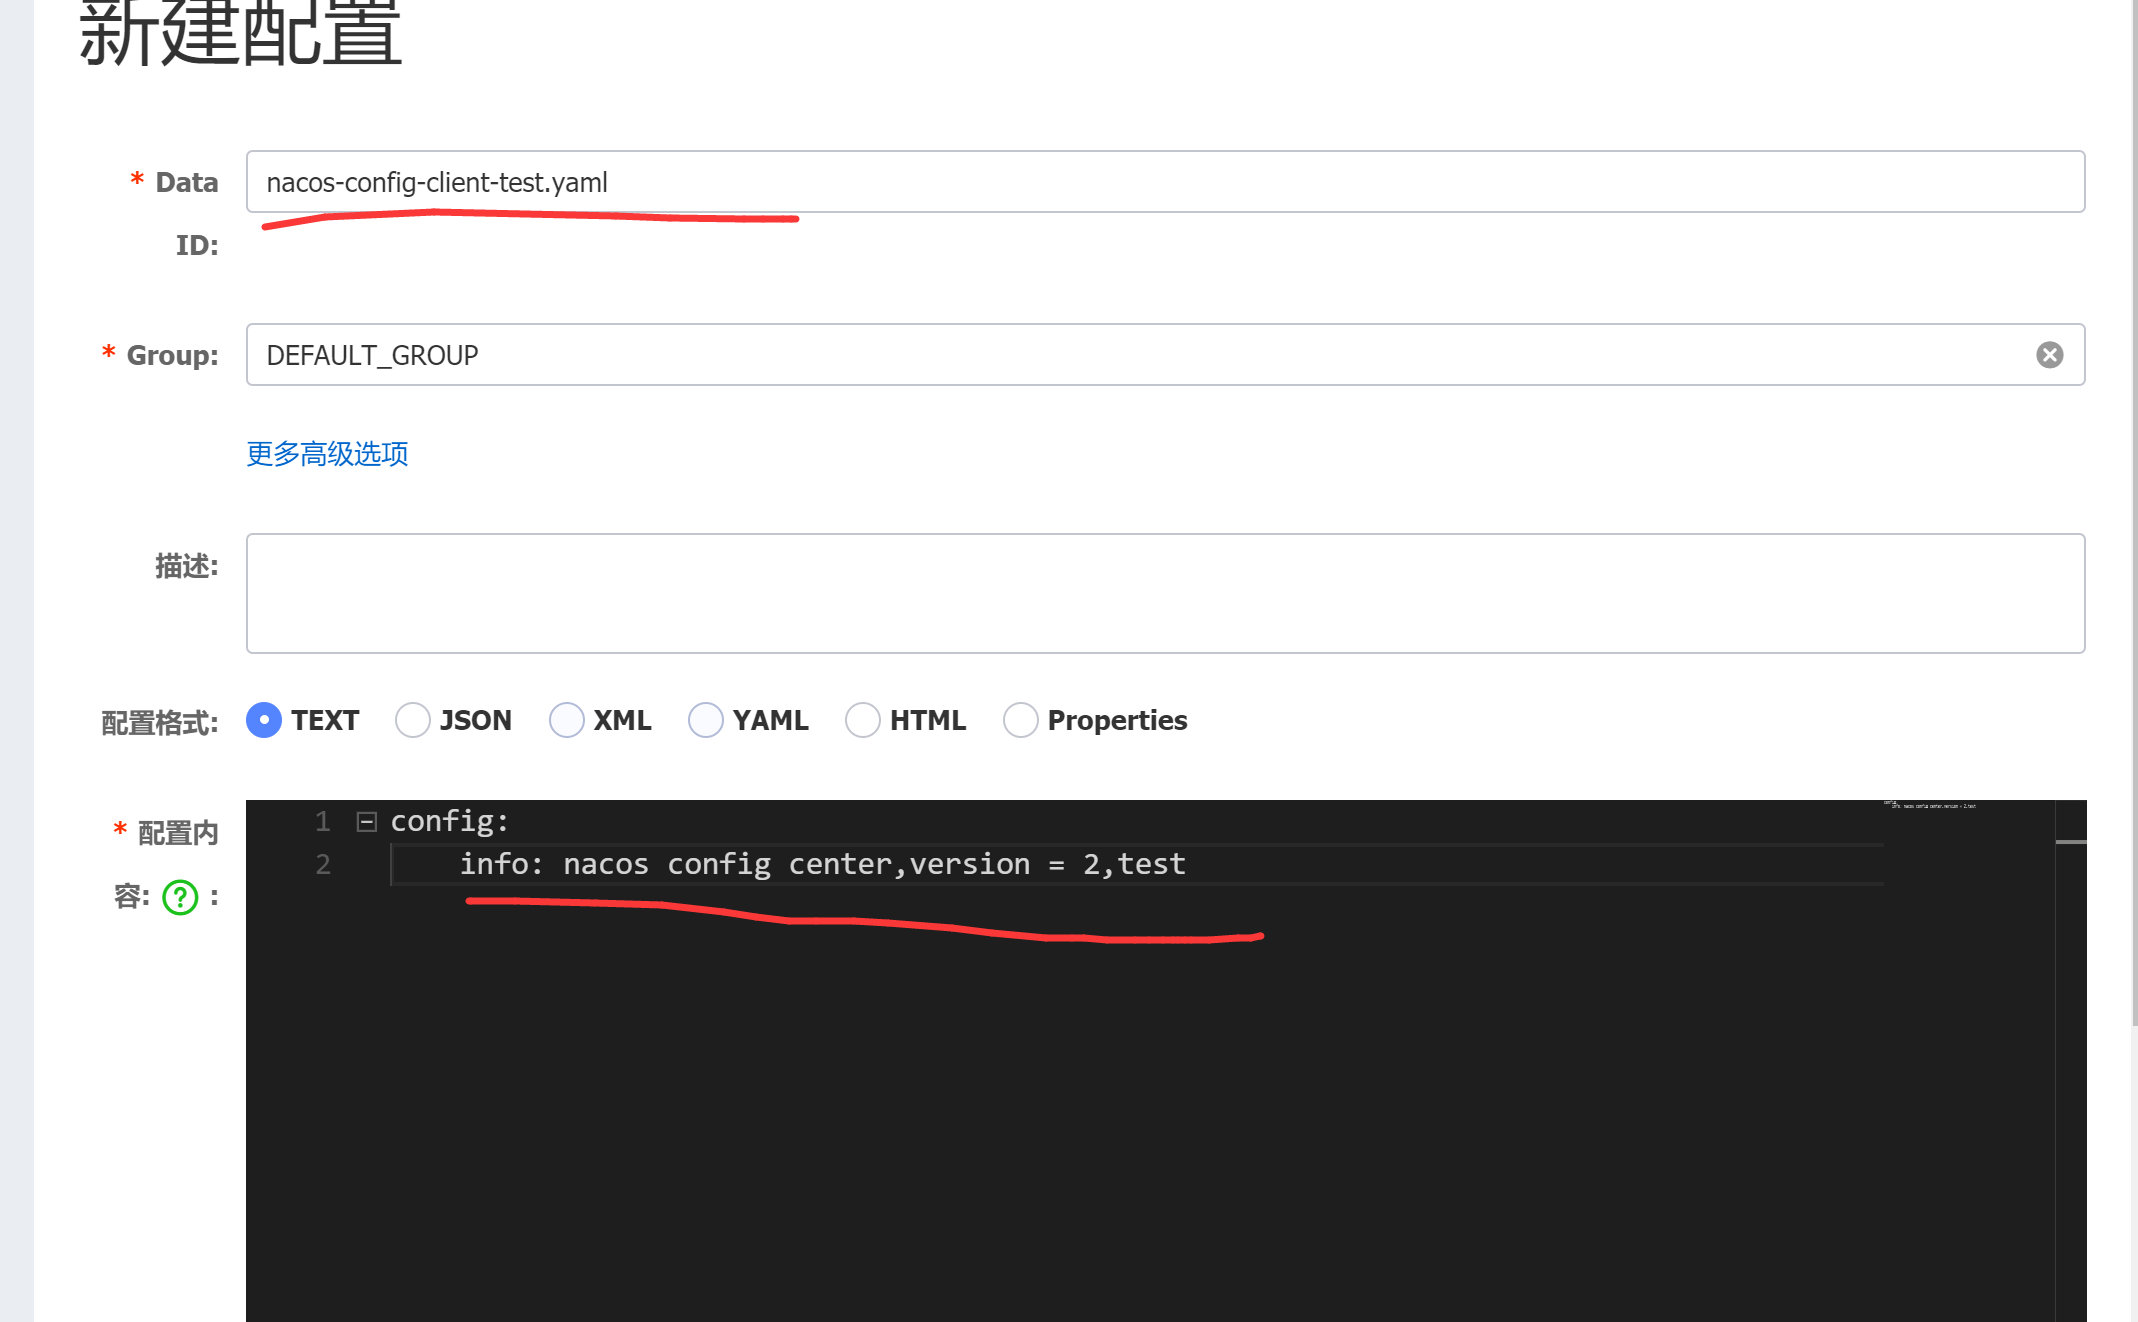 新建配置
* Data ID:
nacos-config-client-test.yaml
* Group:
DEFAULT_GROUP
更多高级选项
描述:
配置格式:
TEXT JSON XML YAML HTML Properties
* 配置内容: ? :
1 config:
2 info: nacos config center,version = 2,test